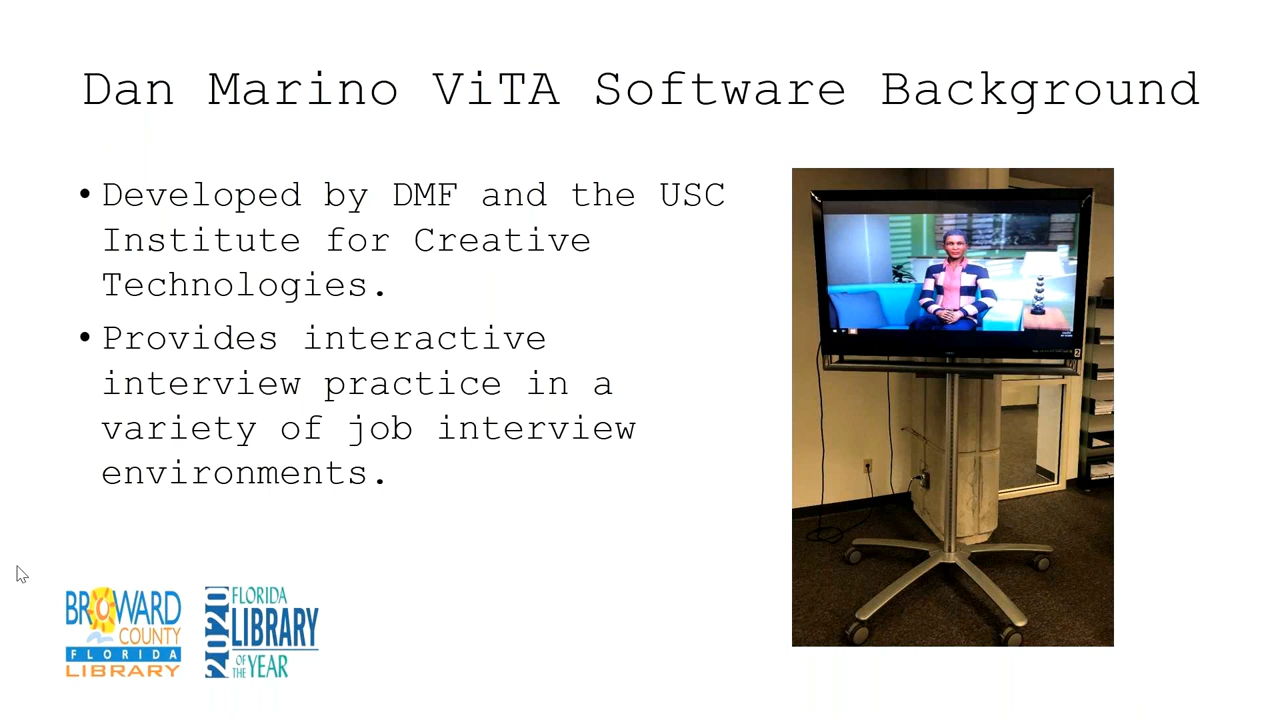 Dan Marino ViTA Software Background
• Developed by DMF and the USC
Institute for Creative
Technologies.
• Provides interactive
interview practice in a
variety of job interview
environments.
BROWARD
COUNTY
FLORIDA
LIBRARY
2020
FLORIDA
LIBRARY
OF THE
YEAR